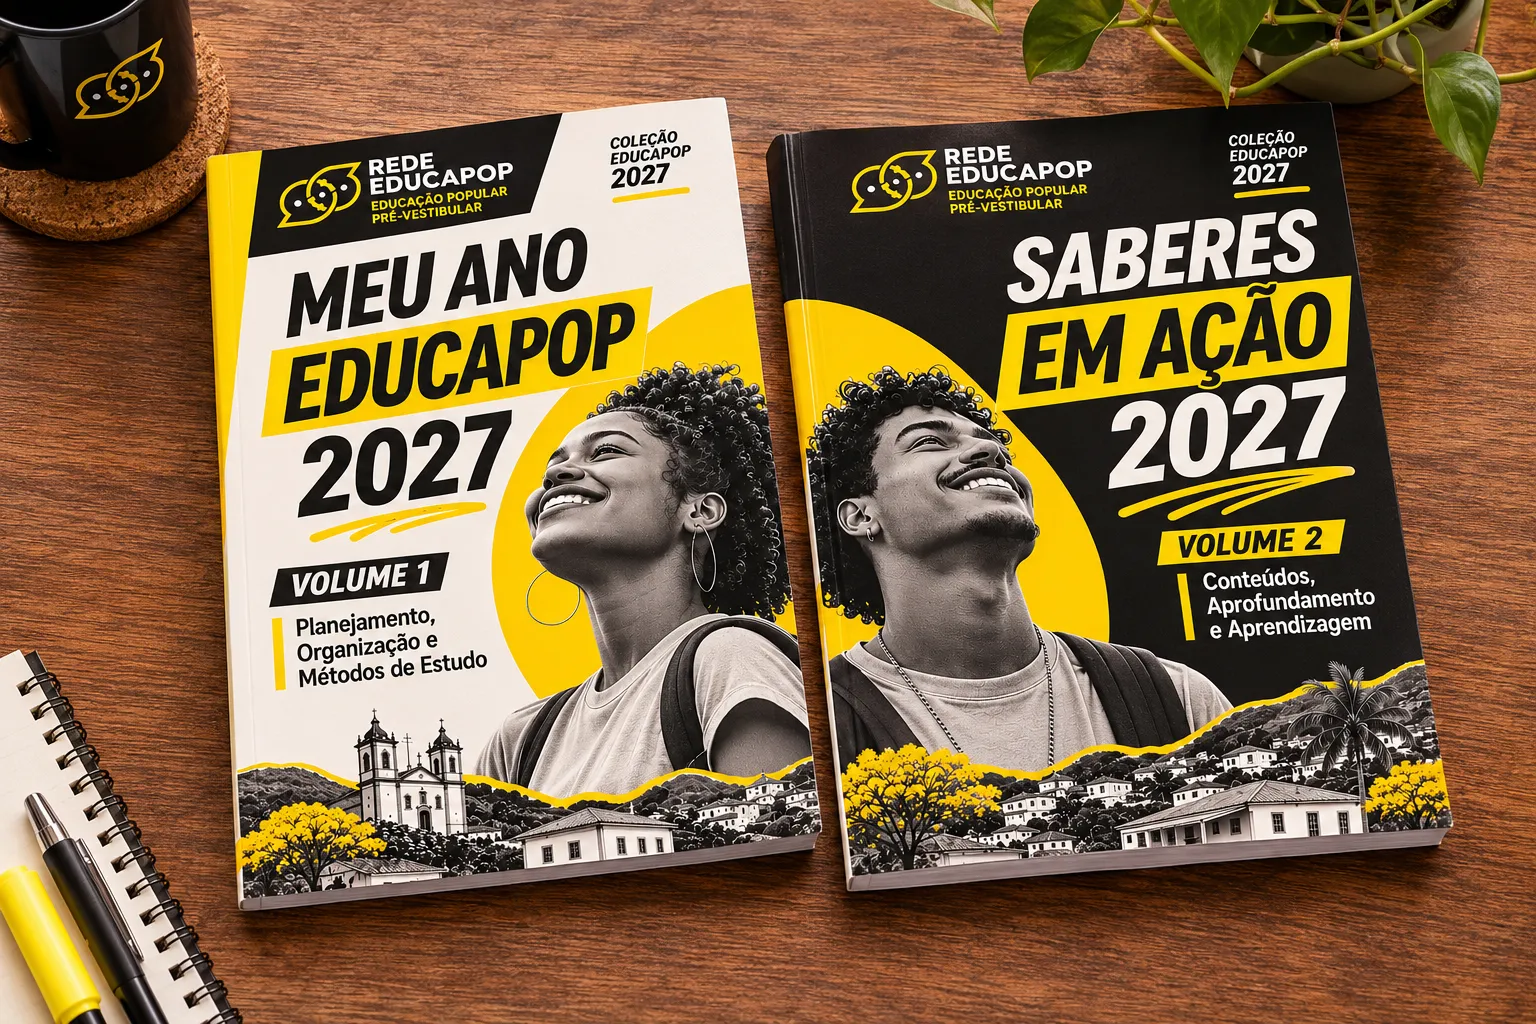 REDE
EDUCAPOP
EDUCAÇÃO POPULAR
PRÉ-VESTIBULAR
COLEÇÃO
EDUCAPOP
2027
MEU ANO
EDUCAPOP
2027
VOLUME 1
Planejamento,
Organização e
Métodos de Estudo
REDE
EDUCAPOP
EDUCAÇÃO POPULAR
PRÉ-VESTIBULAR
COLEÇÃO
EDUCAPOP
2027
SABERES
EM AÇÃO
2027
VOLUME 2
Conteúdos,
Aprofundamento
e Aprendizagem